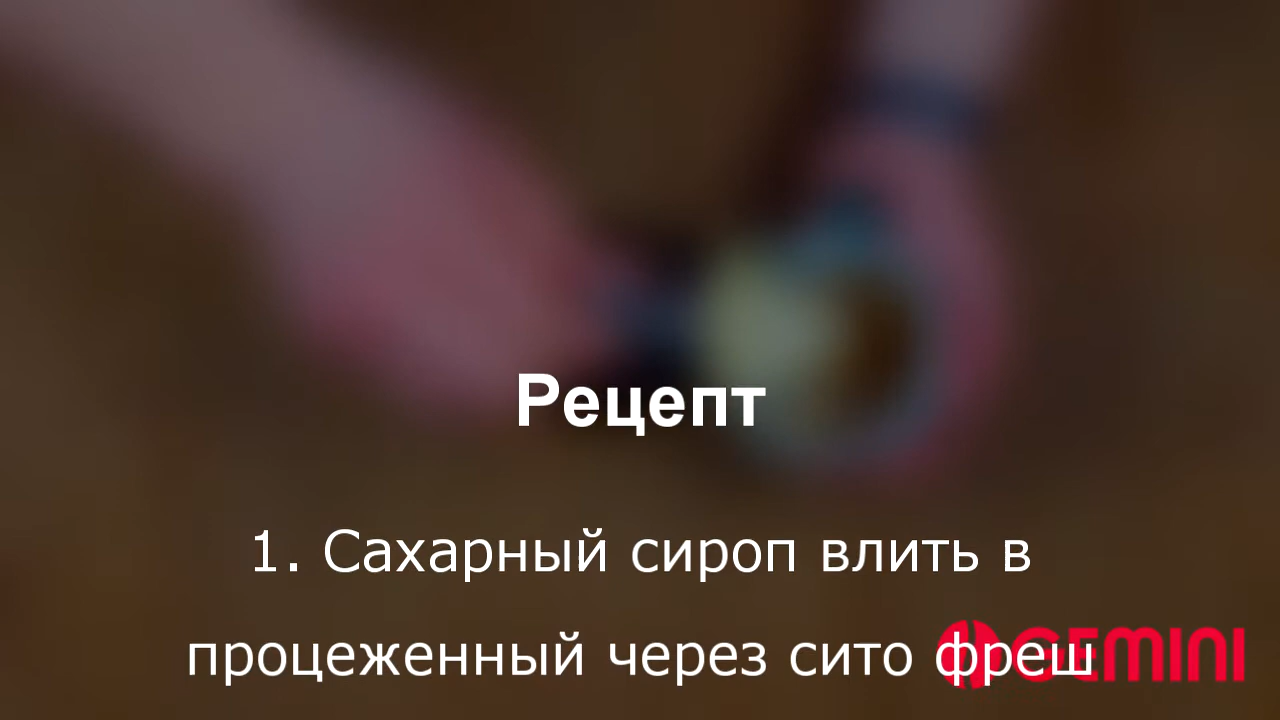 Рецепт
1. Сахарный сироп влить в
процеженный через сито фреш
GEMINI